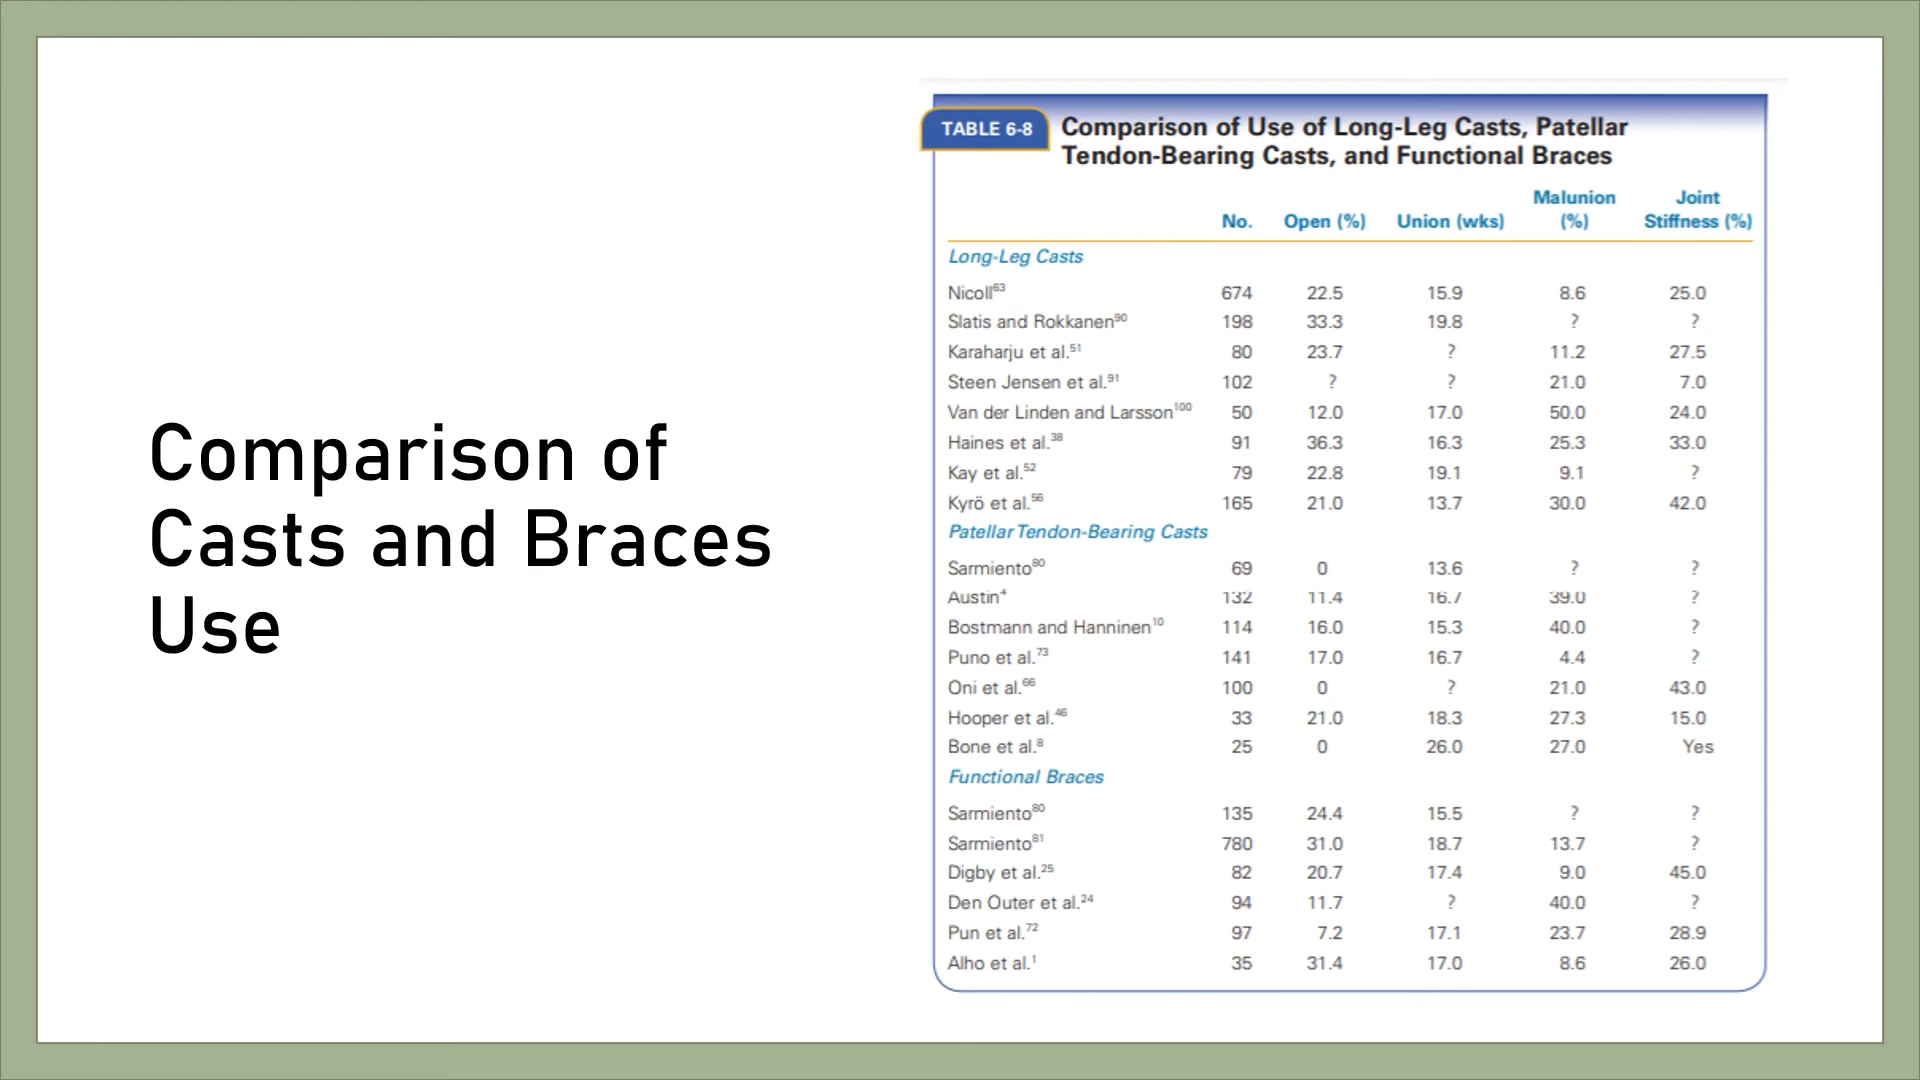 Comparison of
Casts and Braces
Use
TABLE 6-8
Comparison of Use of Long-Leg Casts, Patellar
Tendon-Bearing Casts, and Functional Braces
No. Open (%) Union (wks) Malunion (%) Joint Stiffness (%)
Long-Leg Casts
Nicoll63 674 22.5 15.9 8.6 25.0
Slatis and Rokkanen90 198 33.3 19.8 ? ?
Karaharju et al.51 80 23.7 ? 11.2 27.5
Steen Jensen et al.91 102 ? ? 21.0 7.0
Van der Linden and Larsson100 50 12.0 17.0 50.0 24.0
Haines et al.38 91 36.3 16.3 25.3 33.0
Kay et al.52 79 22.8 19.1 9.1 ?
Kyrö et al.56 165 21.0 13.7 30.0 42.0
Patellar Tendon-Bearing Casts
Sarmiento80 69 0 13.6 ? ?
Austin4 132 11.4 16.7 39.0 ?
Bostmann and Hanninen10 114 16.0 15.3 40.0 ?
Puno et al.73 141 17.0 16.7 4.4 ?
Oni et al.66 100 0 ? 21.0 43.0
Hooper et al.46 33 21.0 18.3 27.3 15.0
Bone et al.8 25 0 26.0 27.0 Yes
Functional Braces
Sarmiento80 135 24.4 15.5 ? ?
Sarmiento81 780 31.0 18.7 13.7 ?
Digby et al.25 82 20.7 17.4 9.0 45.0
Den Outer et al.24 94 11.7 ? 40.0 ?
Pun et al.72 97 7.2 17.1 23.7 28.9
Alho et al.1 35 31.4 17.0 8.6 26.0